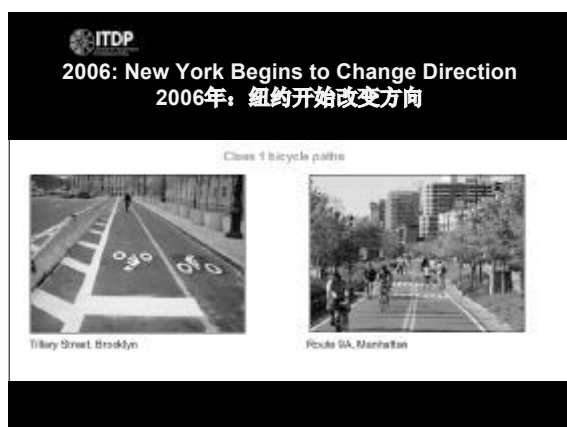 ITDP
2006: New York Begins to Change Direction
2006年：纽约开始改变方向
Class 1 bicycle paths
Tillary Street, Brooklyn
Route 9A, Manhattan